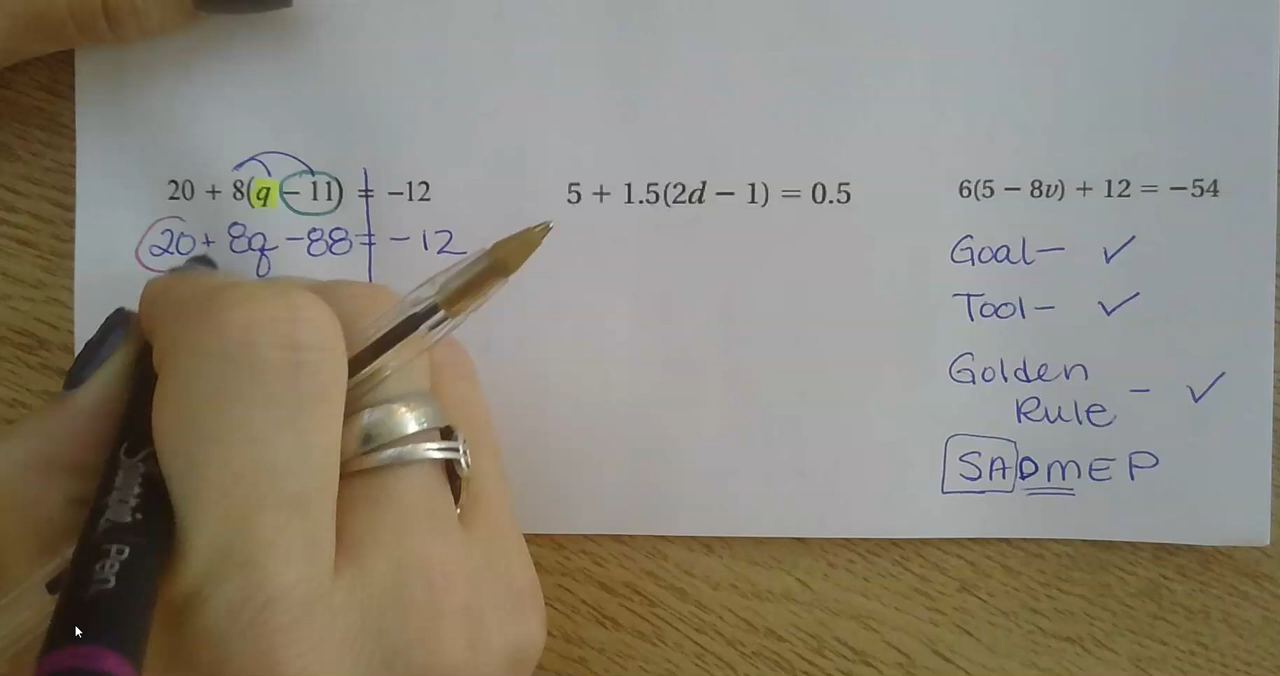 20 + 8(q − 11) = −12
20 + 8q − 88 = − 12
5 + 1.5(2d − 1) = 0.5
6(5 − 8v) + 12 = −54
Goal — ✓
Tool — ✓
Golden
Rule — ✓
SADMEP
Pen